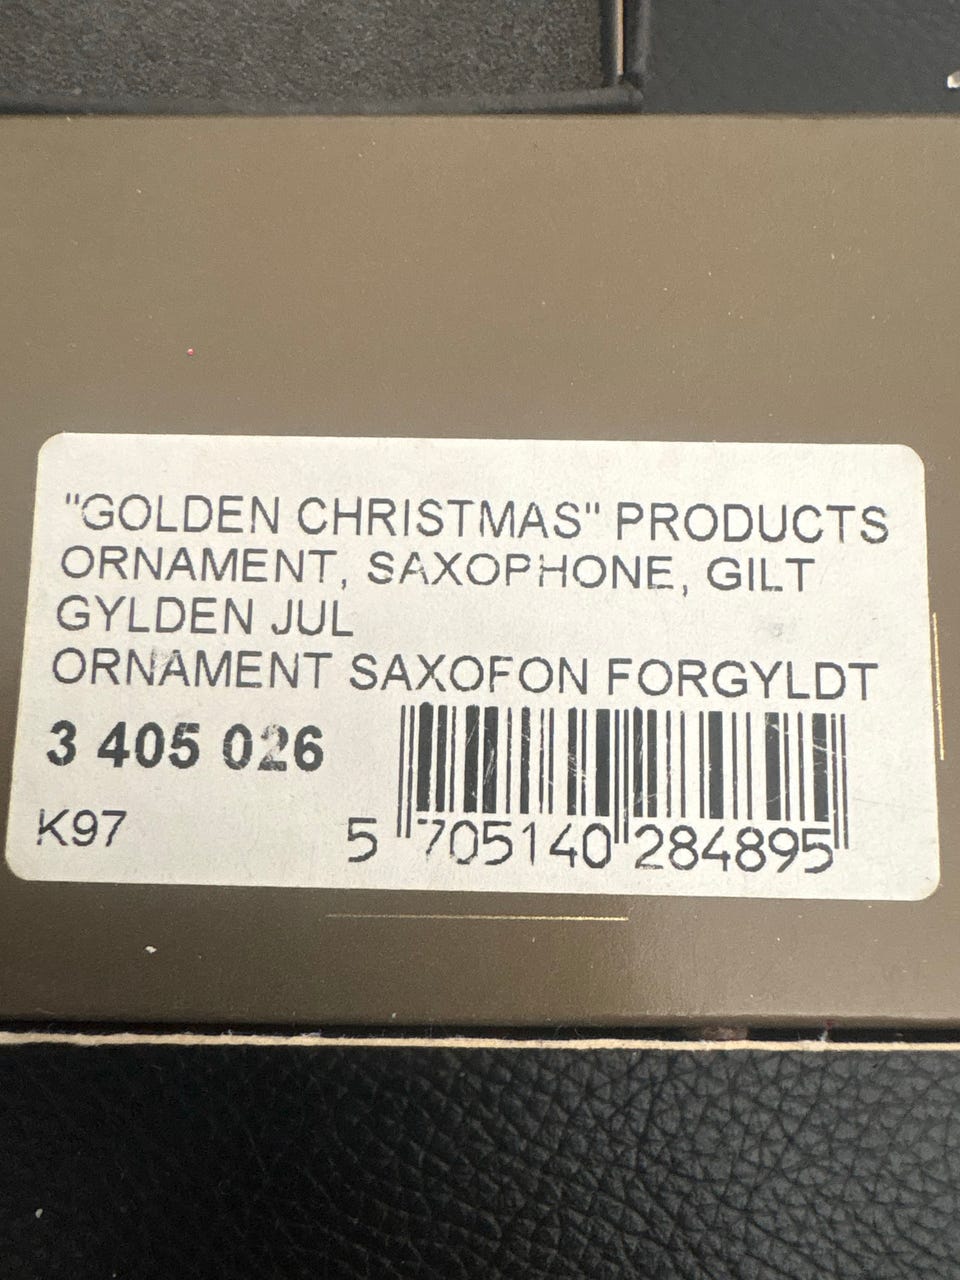 "GOLDEN CHRISTMAS" PRODUCTS
ORNAMENT, SAXOPHONE, GILT
GYLDEN JUL
ORNAMENT SAXOFON FORGYLDT
3 405 026
K97
5 705140 284895